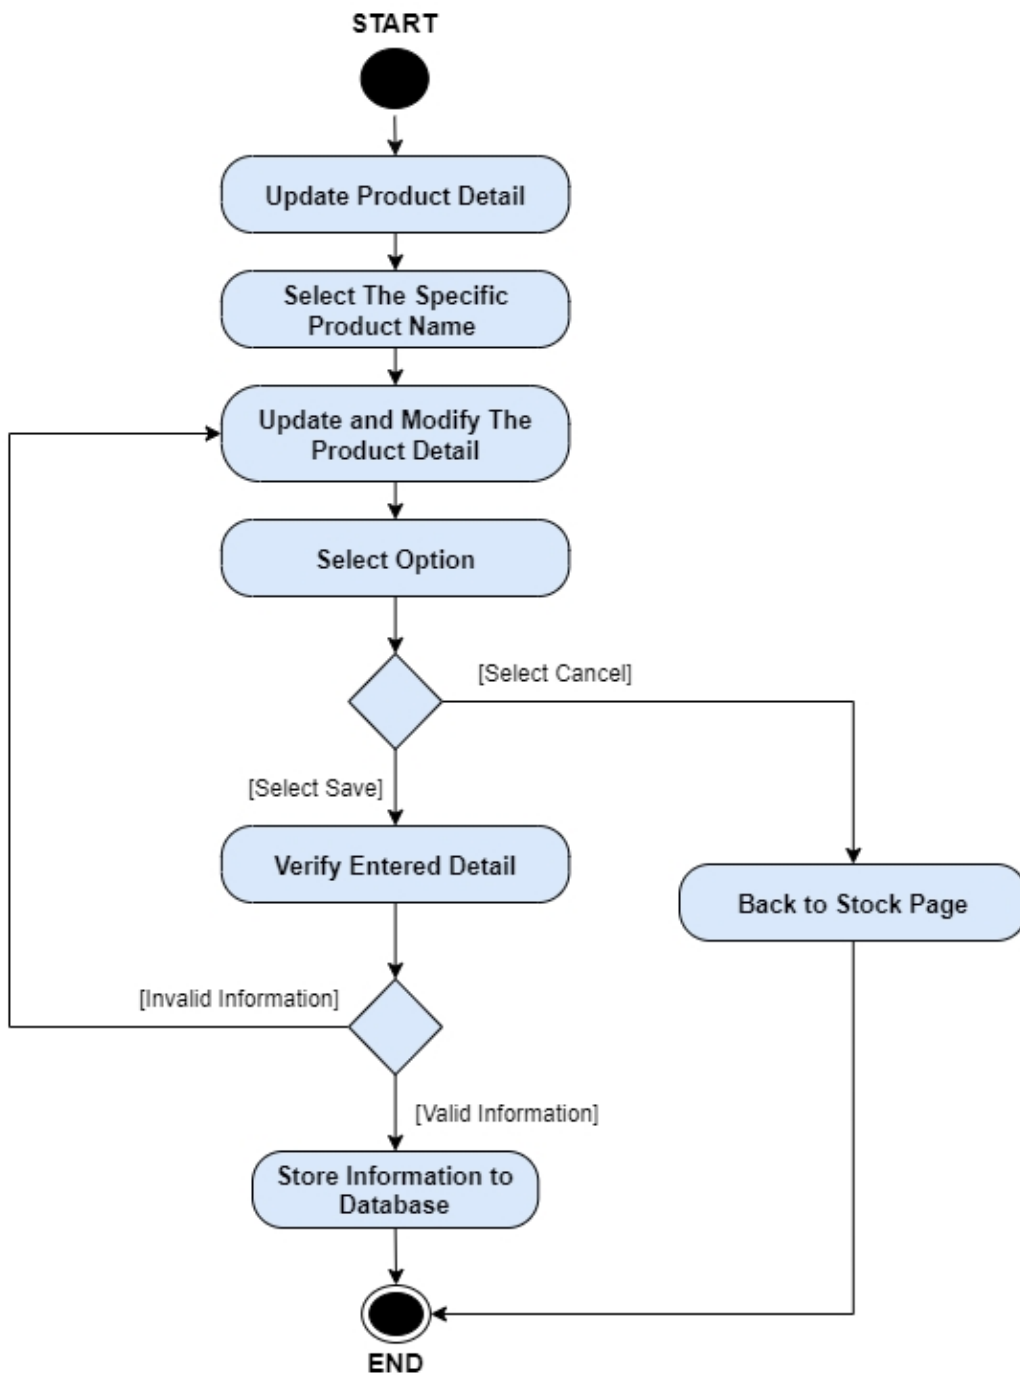 START
Update Product Detail
Select The Specific
Product Name
Update and Modify The
Product Detail
Select Option
[Select Cancel]
[Select Save]
Verify Entered Detail
Back to Stock Page
[Invalid Information]
[Valid Information]
Store Information to
Database
END